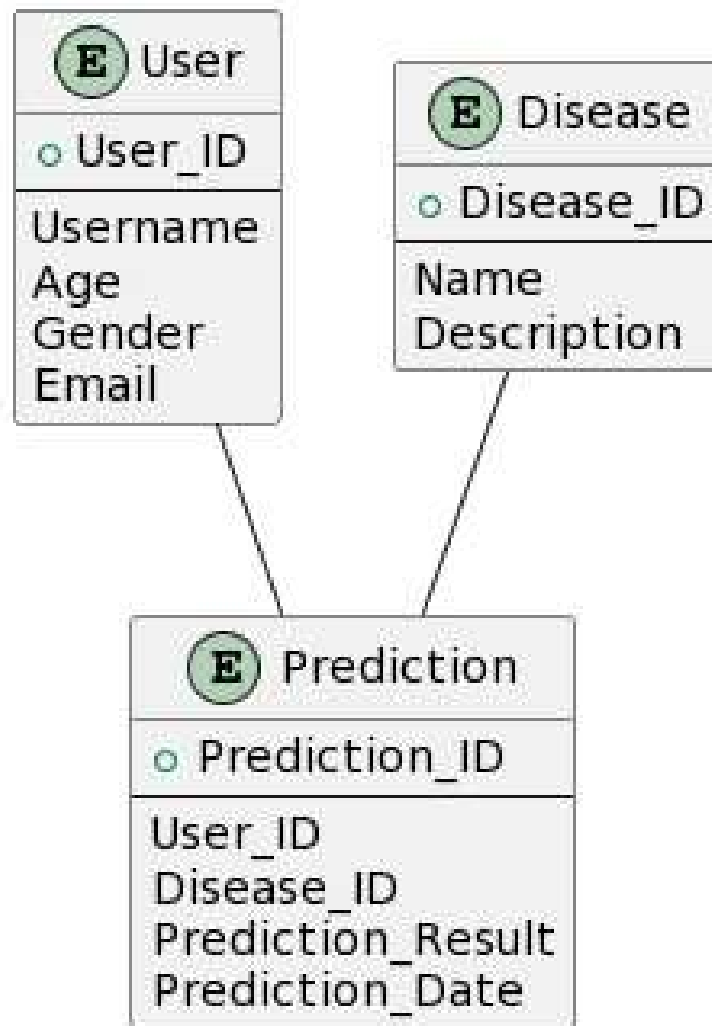 E User
User_ID
Username
Age
Gender
Email
E Disease
Disease_ID
Name
Description
E Prediction
Prediction_ID
User_ID
Disease_ID
Prediction_Result
Prediction_Date